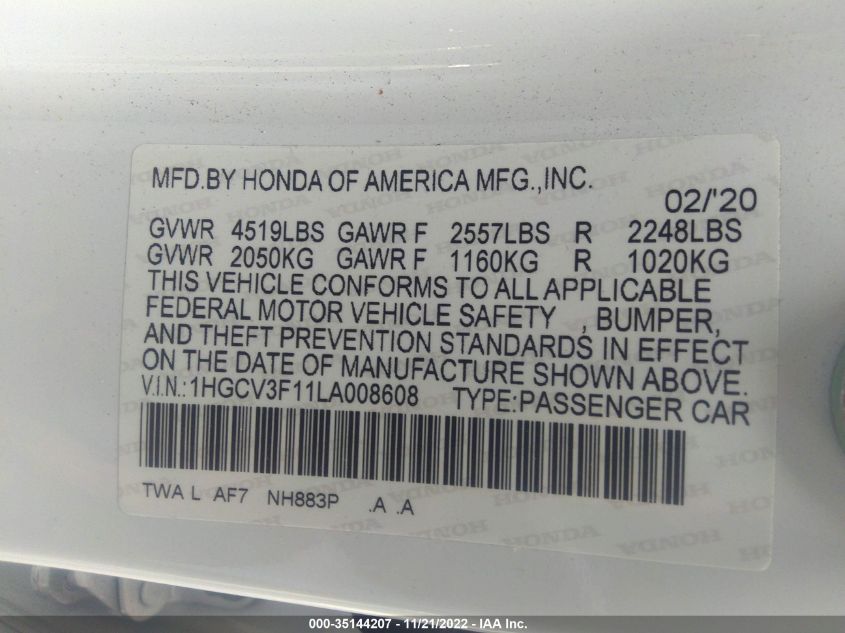 MFD.BY HONDA OF AMERICA MFG.,INC.
02/'20
GVWR 4519LBS GAWR F 2557LBS R 2248LBS
GVWR 2050KG GAWR F 1160KG R 1020KG
THIS VEHICLE CONFORMS TO ALL APPLICABLE
FEDERAL MOTOR VEHICLE SAFETY , BUMPER,
AND THEFT PREVENTION STANDARDS IN EFFECT
ON THE DATE OF MANUFACTURE SHOWN ABOVE.
V.I.N.:1HGCV3F11LA008608 TYPE:PASSENGER CAR
TWA L AF7 NH883P .A .A
000-35144207 - 11/21/2022 - IAA Inc.